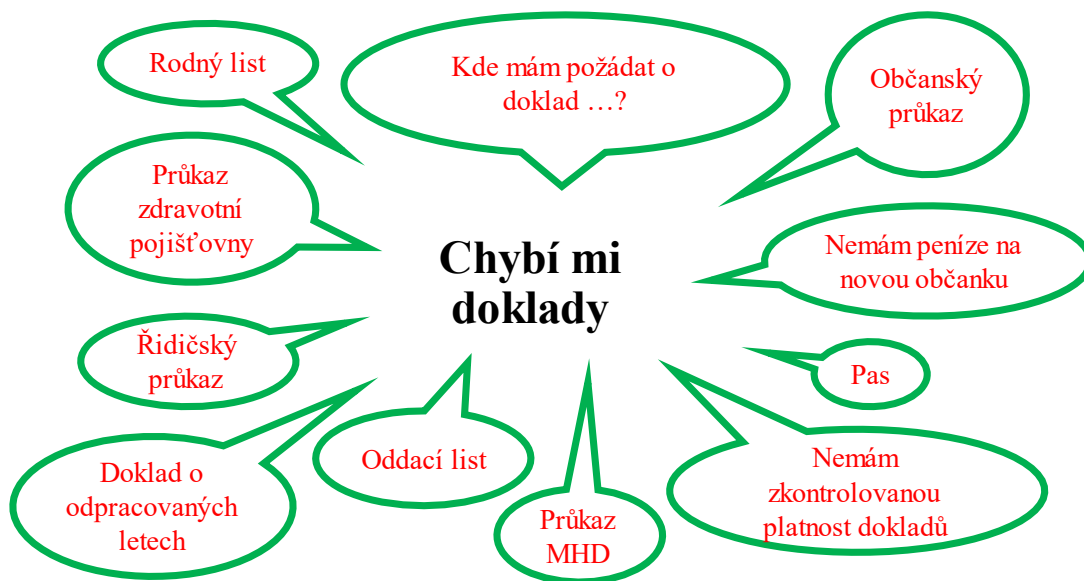 Rodný list
Kde mám požádat o
doklad …?
Občanský
průkaz
Průkaz
zdravotní
pojišťovny
Chybí mi
doklady
Nemám peníze na
novou občanku
Řidičský
průkaz
Pas
Doklad o
odpracovaných
letech
Oddací list
Průkaz
MHD
Nemám
zkontrolovanou
platnost dokladů